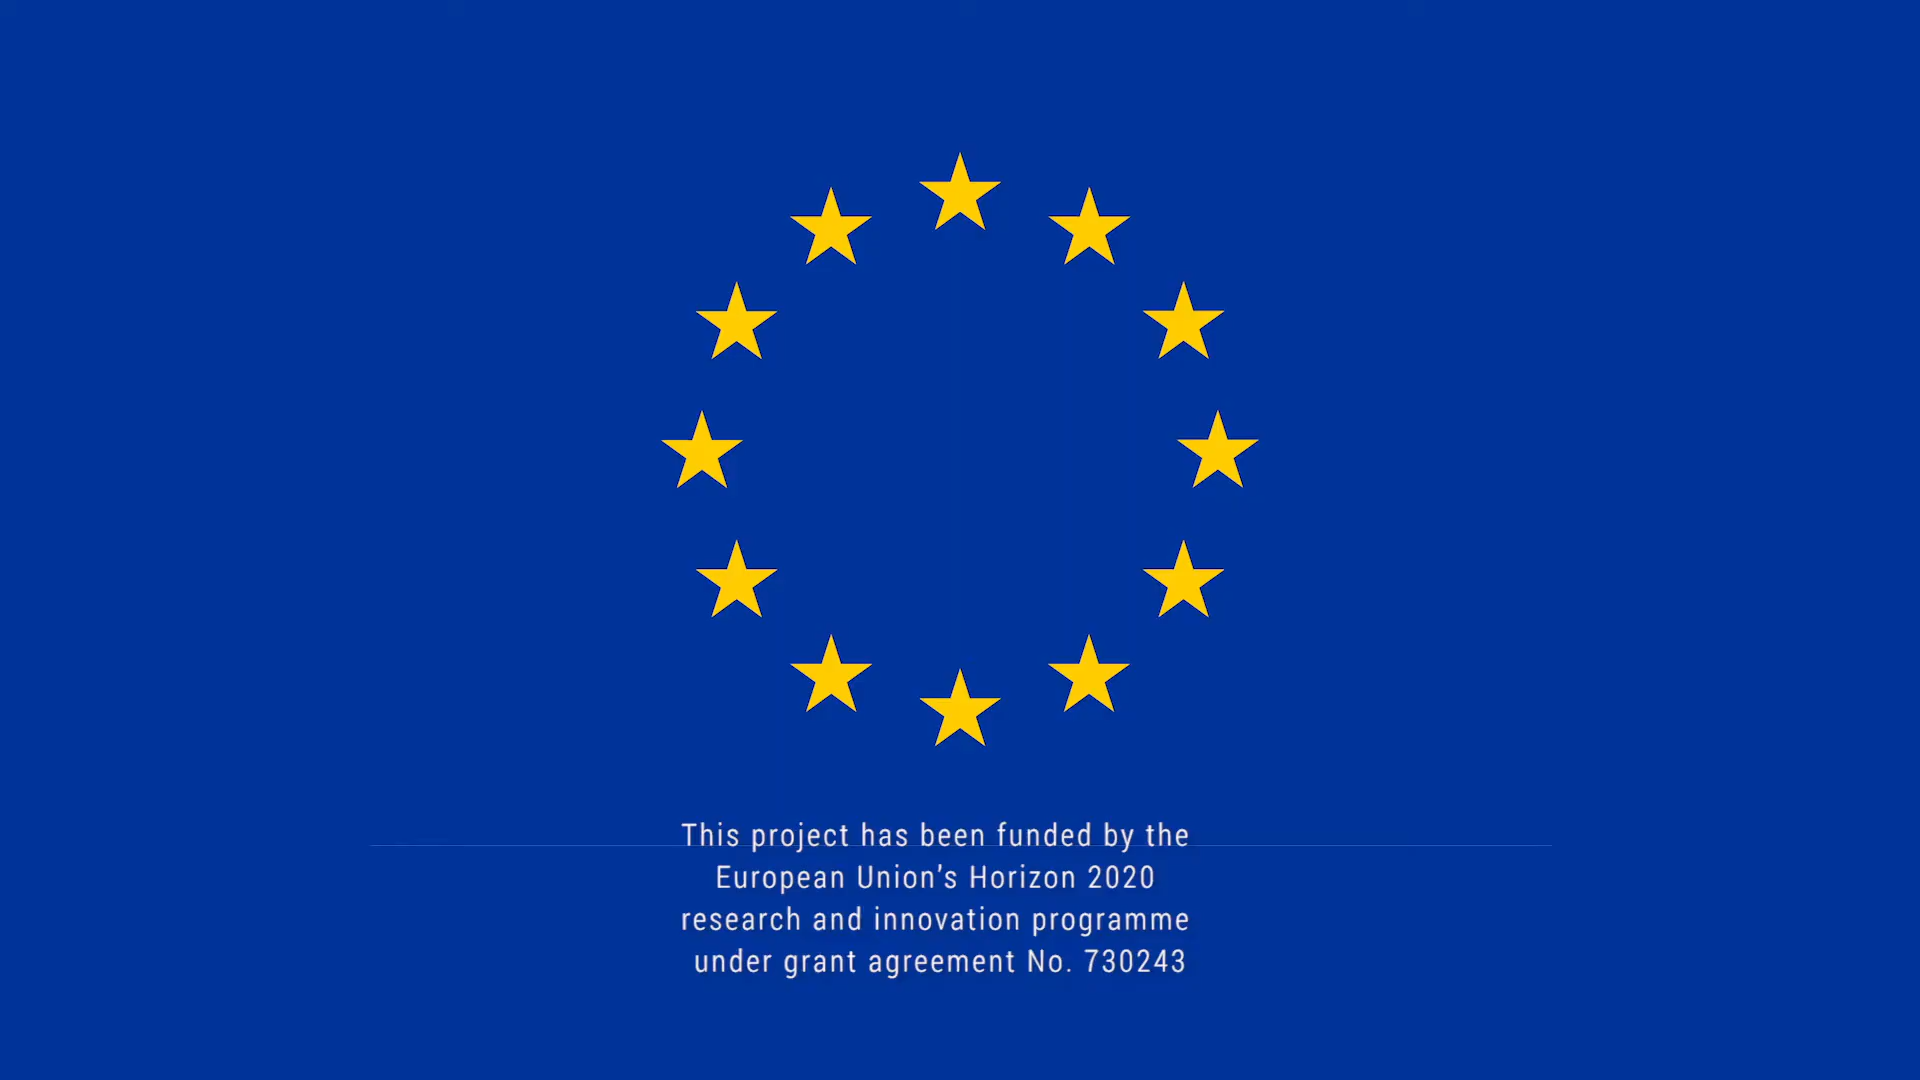 This project has been funded by the
European Union's Horizon 2020
research and innovation programme
under grant agreement No. 730243